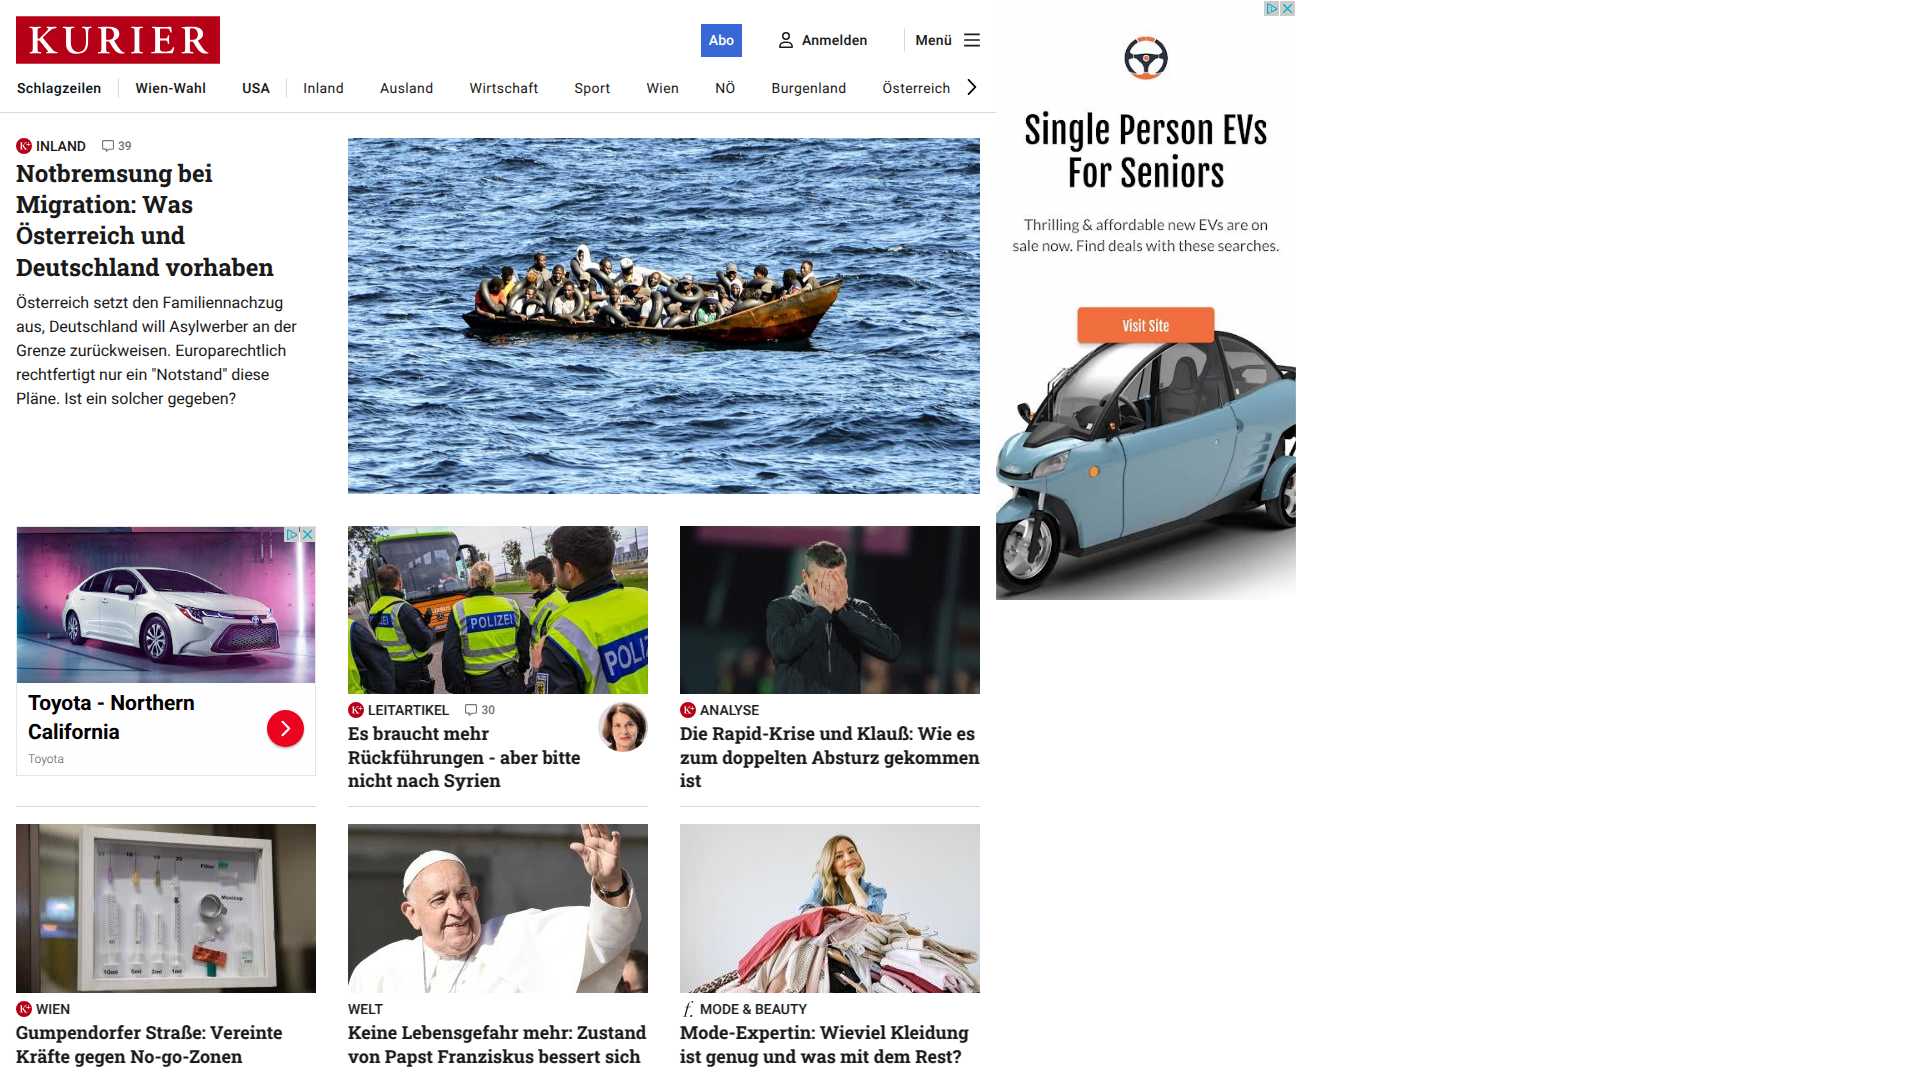 KURIER
Abo
Anmelden
Menü
Schlagzeilen
Wien-Wahl
USA
Inland
Ausland
Wirtschaft
Sport
Wien
NÖ
Burgenland
Österreich
INLAND
39
Notbremsung bei
Migration: Was
Österreich und
Deutschland vorhaben
Österreich setzt den Familiennachzug
aus, Deutschland will Asylwerber an der
Grenze zurückweisen. Europarechtlich
rechtfertigt nur ein "Notstand" diese
Pläne. Ist ein solcher gegeben?
Single Person EVs
For Seniors
Thrilling & affordable new EVs are on
sale now. Find deals with these searches.
Visit Site
Toyota - Northern
California
Toyota
POLIZEI
LEITARTIKEL
30
Es braucht mehr
Rückführungen - aber bitte
nicht nach Syrien
ANALYSE
Die Rapid-Krise und Klauß: Wie es
zum doppelten Absturz gekommen
ist
Filter
10ml
5ml
2ml
1ml
WIEN
Gumpendorfer Straße: Vereinte
Kräfte gegen No-go-Zonen
WELT
Keine Lebensgefahr mehr: Zustand
von Papst Franziskus bessert sich
MODE & BEAUTY
Mode-Expertin: Wieviel Kleidung
ist genug und was mit dem Rest?